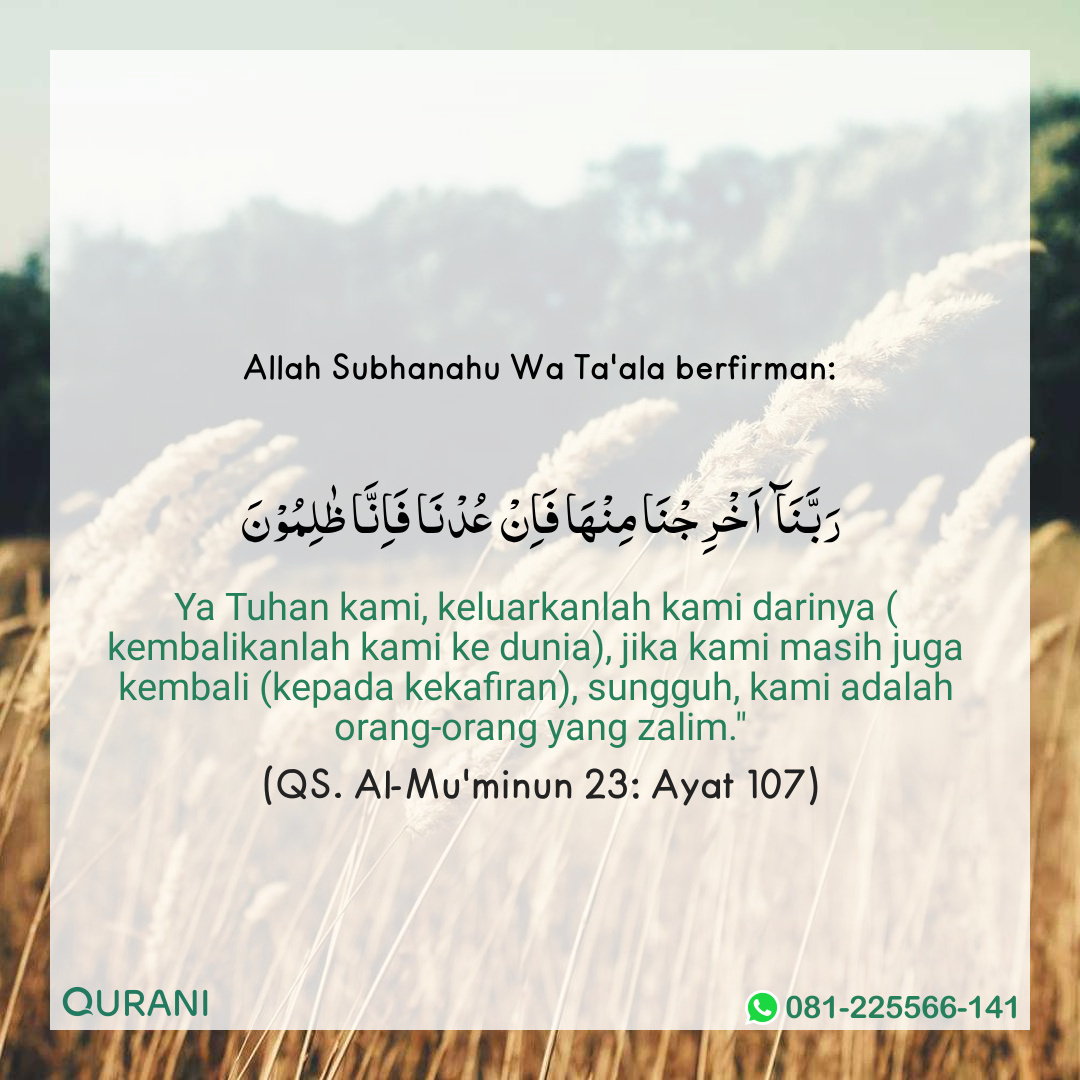 Allah Subhanahu Wa Ta'ala berfirman:
رَبَّنَاۤ اَخْرِجْنَا مِنْهَا فَاِنْ عُدْنَا فَاِنَّا ظٰلِمُوْنَ
Ya Tuhan kami, keluarkanlah kami darinya (
kembalikanlah kami ke dunia), jika kami masih juga
kembali (kepada kekafiran), sungguh, kami adalah
orang-orang yang zalim."
(QS. Al-Mu'minun 23: Ayat 107)
QURANI
081-225566-141